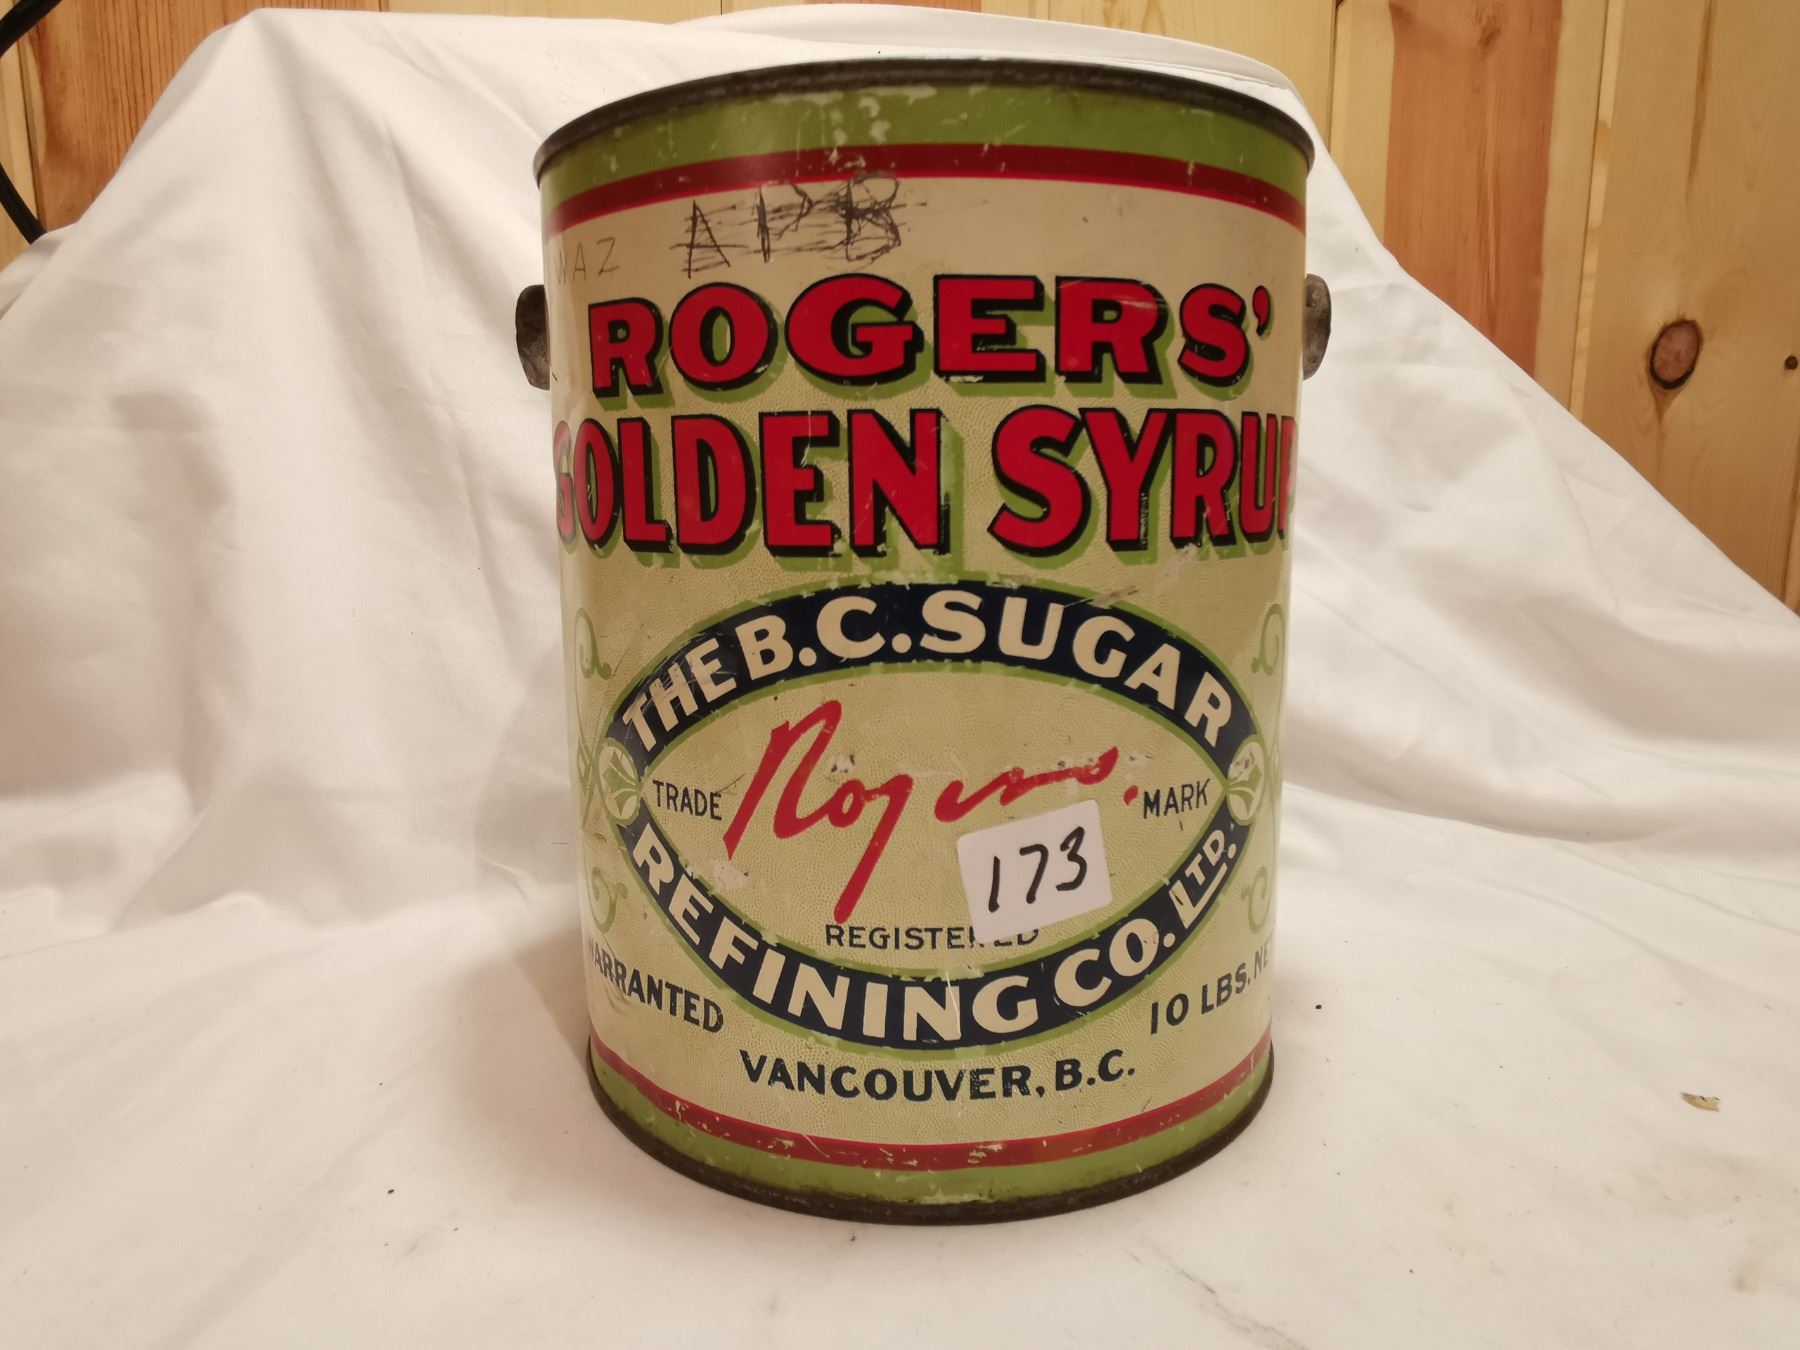 WAZ APB
ROGERS'
GOLDEN SYRUP
THE B.C. SUGAR
TRADE Rogers. MARK
173
REGISTERED
REFINING CO. LTD.
WARRANTED 10 LBS. NET
VANCOUVER, B.C.